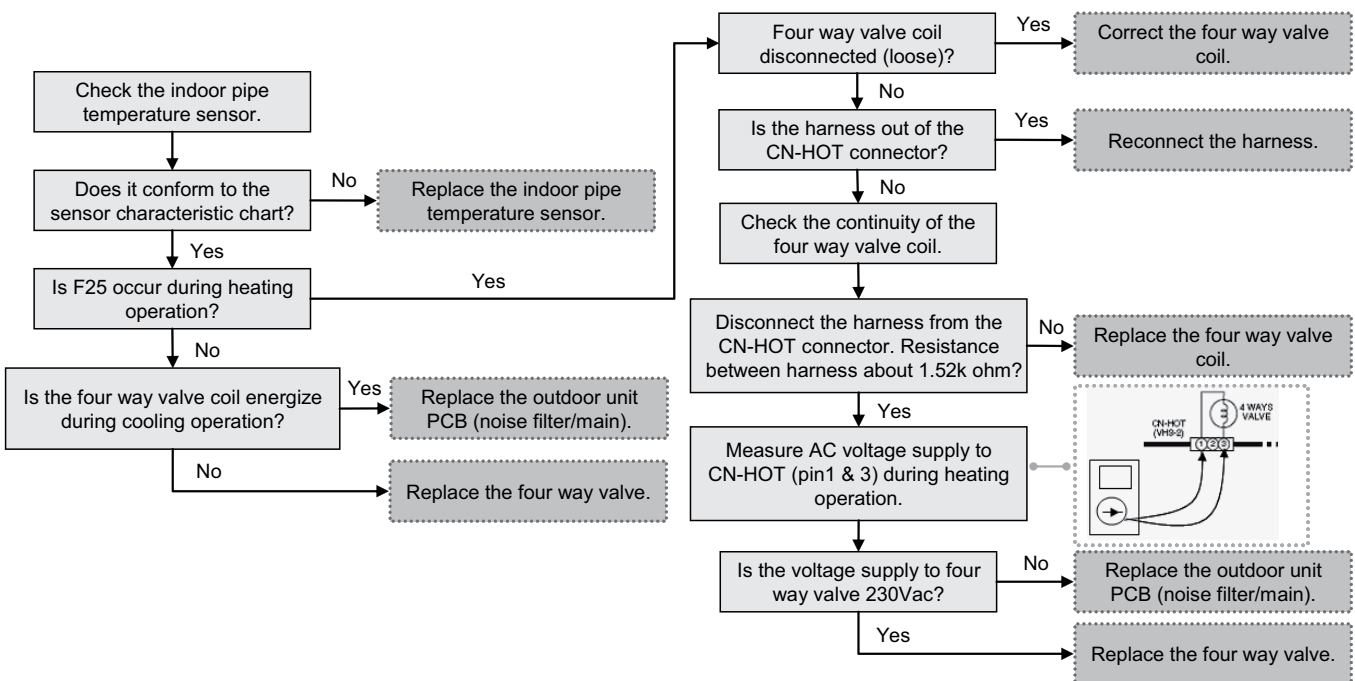 Check the indoor pipe
temperature sensor.
Does it conform to the
sensor characteristic chart?
No
Replace the indoor pipe
temperature sensor.
Yes
Is F25 occur during heating
operation?
Yes
No
Is the four way valve coil energize
during cooling operation?
Yes
Replace the outdoor unit
PCB (noise filter/main).
No
Replace the four way valve.
Four way valve coil
disconnected (loose)?
Yes
Correct the four way valve
coil.
No
Is the harness out of the
CN-HOT connector?
Yes
Reconnect the harness.
No
Check the continuity of the
four way valve coil.
Disconnect the harness from the
CN-HOT connector. Resistance
between harness about 1.52k ohm?
No
Replace the four way valve
coil.
Yes
Measure AC voltage supply to
CN-HOT (pin1 & 3) during heating
operation.
4 WAYS
VALVE
CN-HOT
(VHS-2)
1 2 3
Is the voltage supply to four
way valve 230Vac?
No
Replace the outdoor unit
PCB (noise filter/main).
Yes
Replace the four way valve.